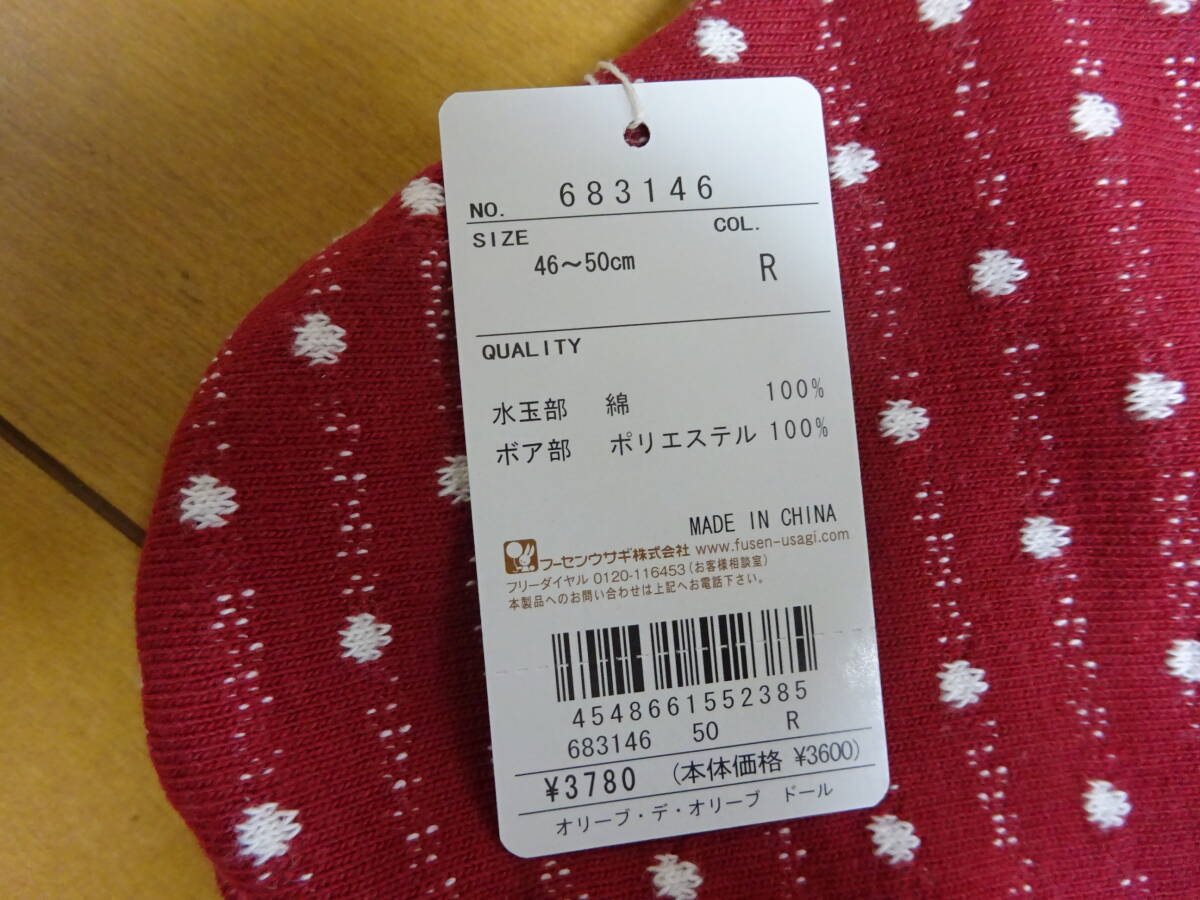 NO. 683146
SIZE COL.
46～50cm R
QUALITY
水玉部 綿 100%
ボア部 ポリエステル 100%
MADE IN CHINA
フーセンウサギ株式会社 www.fusen-usagi.com
フリーダイヤル 0120-116453(お客様相談室)
本製品へのお問い合わせは上記へお電話下さい。
4548661552385
683146 50 R
¥3780 (本体価格 ¥3600)
オリーブ・デ・オリーブ ドール